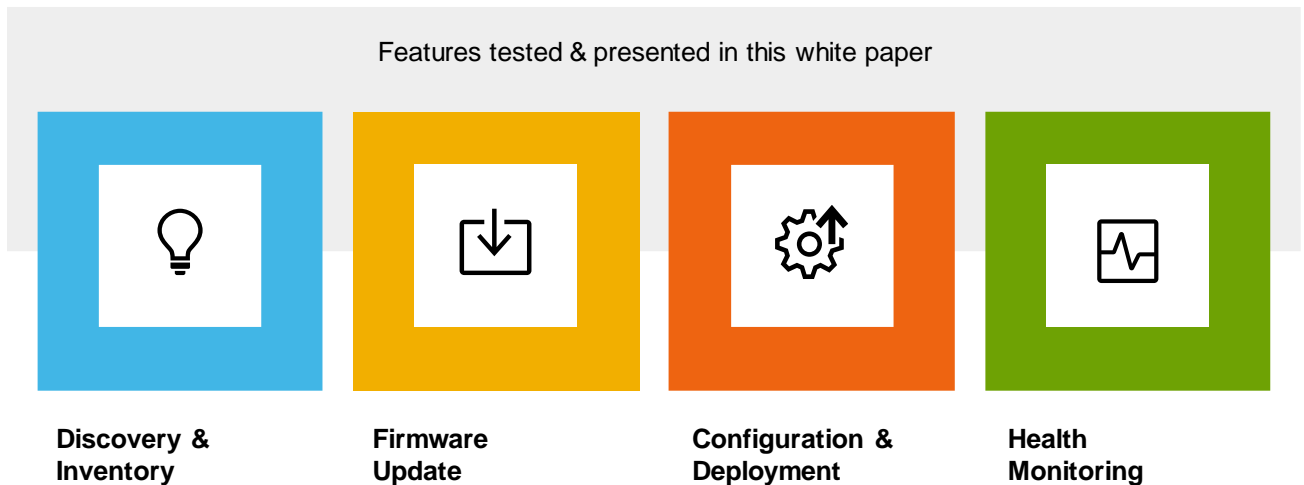 Features tested & presented in this white paper
Discovery &
Inventory
Firmware
Update
Configuration &
Deployment
Health
Monitoring